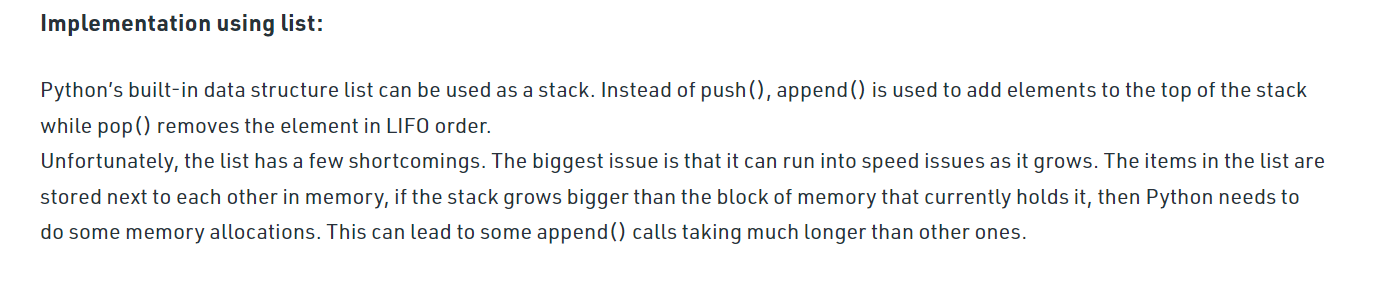 Implementation using list:
Python’s built-in data structure list can be used as a stack. Instead of push(), append() is used to add elements to the top of the stack
while pop() removes the element in LIFO order.
Unfortunately, the list has a few shortcomings. The biggest issue is that it can run into speed issues as it grows. The items in the list are
stored next to each other in memory, if the stack grows bigger than the block of memory that currently holds it, then Python needs to
do some memory allocations. This can lead to some append() calls taking much longer than other ones.